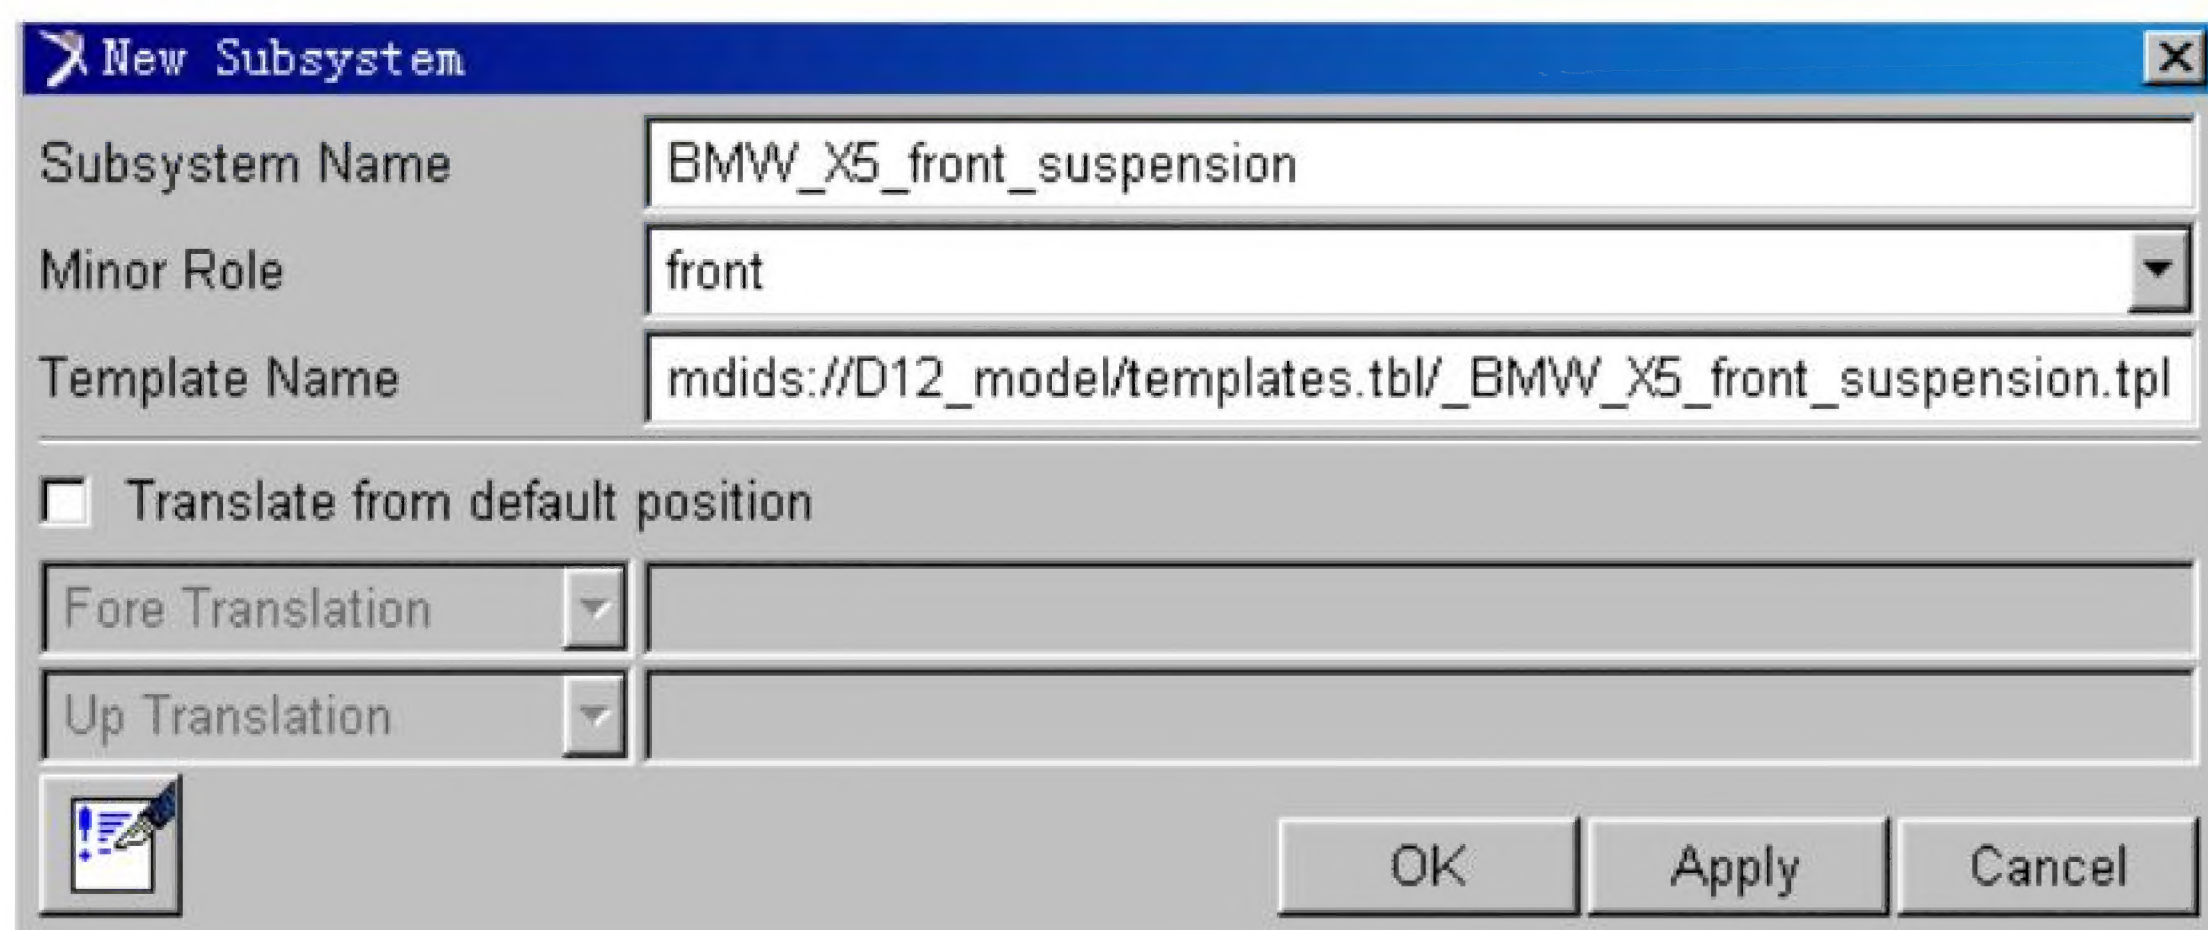 New Subsystem
Subsystem Name BMW_X5_front_suspension
Minor Role front
Template Name mdids://D12_model/templates.tbl/_BMW_X5_front_suspension.tpl
Translate from default position
Fore Translation
Up Translation
OK Apply Cancel